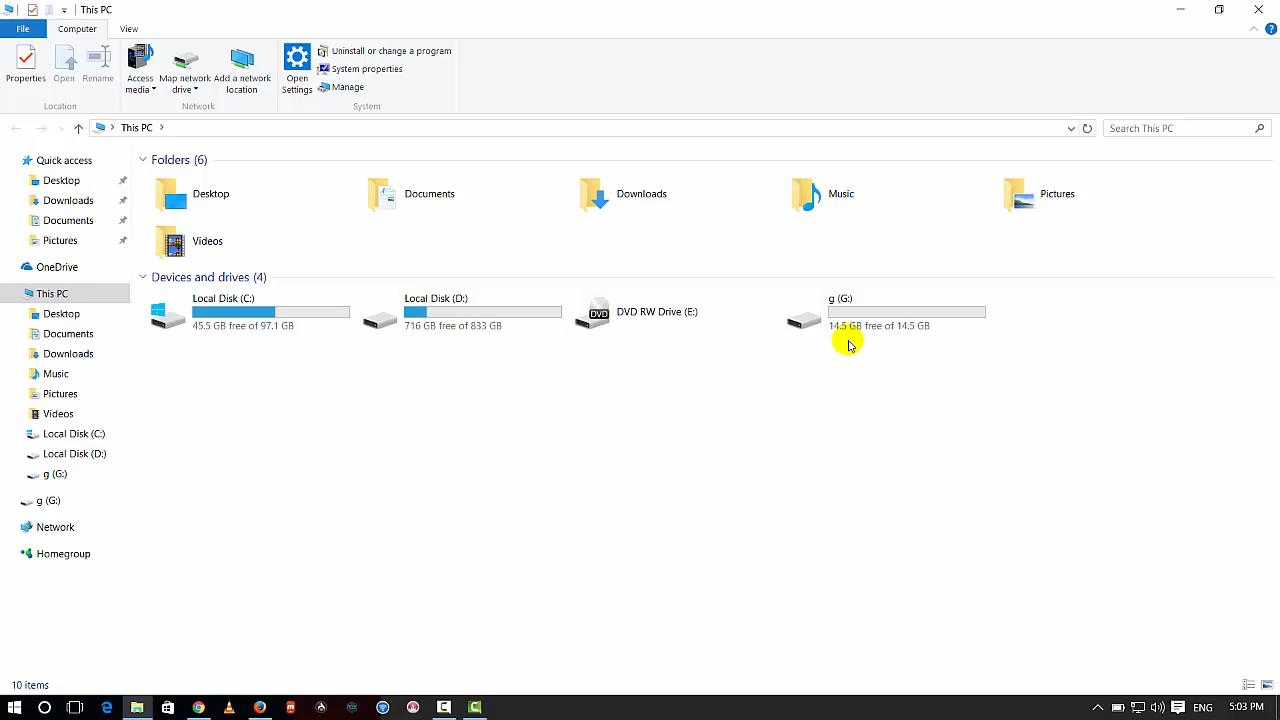 This PC
File Computer View
Properties Open Rename Access media Map network drive Add a network location Open Settings Uninstall or change a program
System properties
Manage
Location Network System
This PC Search This PC
Quick access
Desktop
Downloads
Documents
Pictures
OneDrive
This PC
Desktop
Documents
Downloads
Music
Pictures
Videos
Local Disk (C:)
Local Disk (D:)
g (G:)
g (G:)
Network
Homegroup
Folders (6)
Desktop Documents Downloads Music Pictures
Videos
Devices and drives (4)
Local Disk (C:)
45.5 GB free of 97.1 GB
Local Disk (D:)
716 GB free of 833 GB
DVD RW Drive (E:)
DVD
g (G:)
14.5 GB free of 14.5 GB
10 items
ENG 5:03 PM